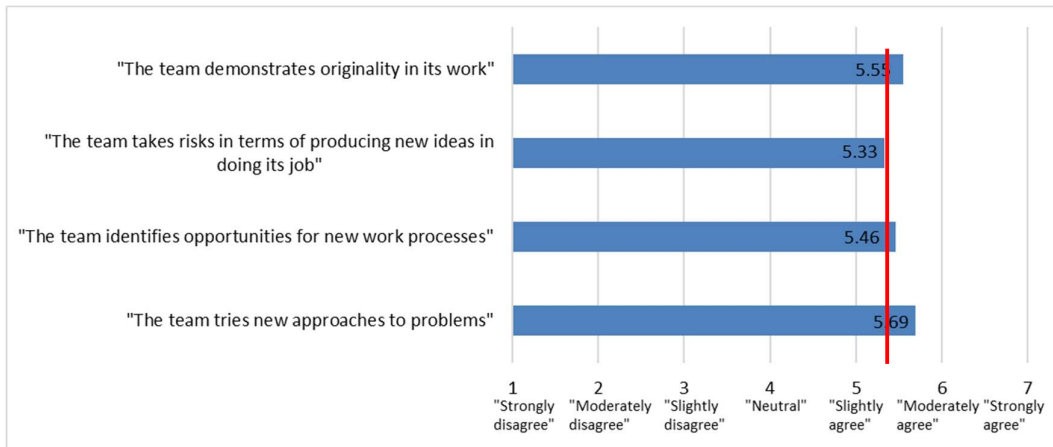 "The team demonstrates originality in its work"
5.55
"The team takes risks in terms of producing new ideas in
doing its job"
5.33
"The team identifies opportunities for new work processes"
5.46
"The team tries new approaches to problems"
5.69
1 2 3 4 5 6 7
"Strongly "Moderately "Slightly "Neutral" "Slightly "Moderately "Strongly
disagree" disagree" disagree" agree" agree" agree"